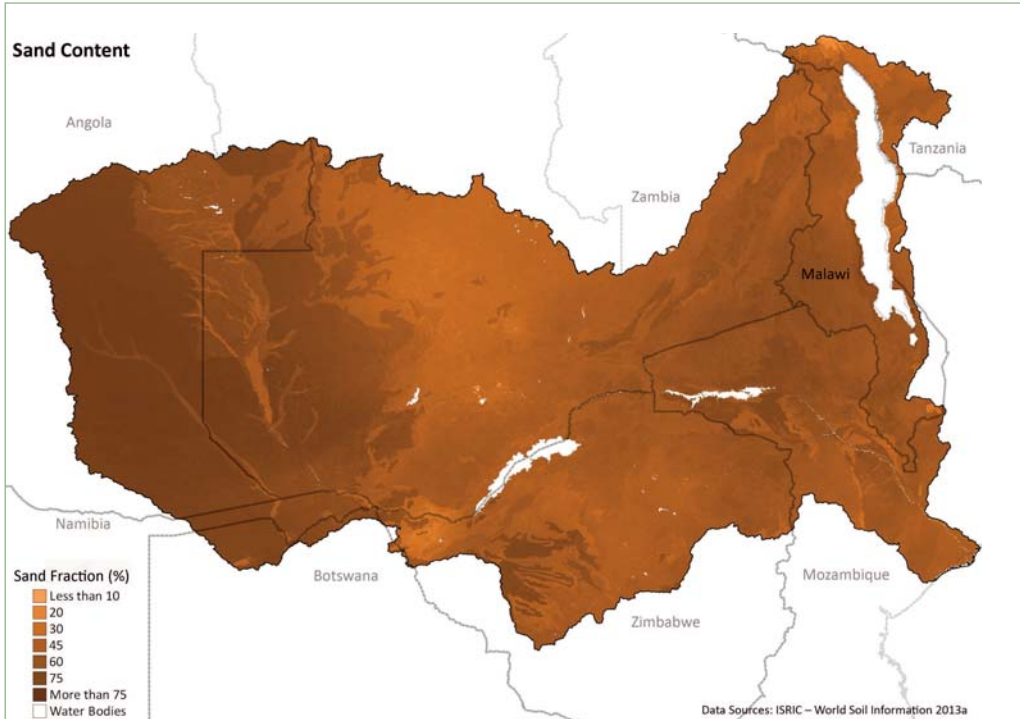 Sand Content
Angola
Tanzania
Zambia
Malawi
Namibia
Botswana
Mozambique
Zimbabwe
Sand Fraction (%)
Less than 10
20
30
45
60
75
More than 75
Water Bodies
Data Sources: ISRIC – World Soil Information 2013a